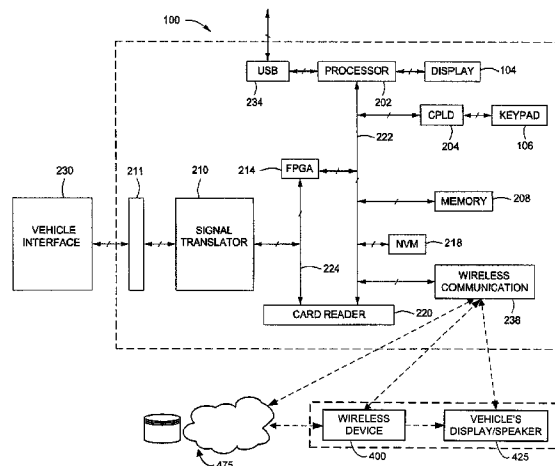 100
USB
234
PROCESSOR
202
DISPLAY
104
222
CPLD
204
KEYPAD
106
230
211
210
214
FPGA
VEHICLE
INTERFACE
SIGNAL
TRANSLATOR
MEMORY
208
NVM
218
224
WIRELESS
COMMUNICATION
238
CARD READER
220
WIRELESS
DEVICE
400
VEHICLE'S
DISPLAY/SPEAKER
425
475